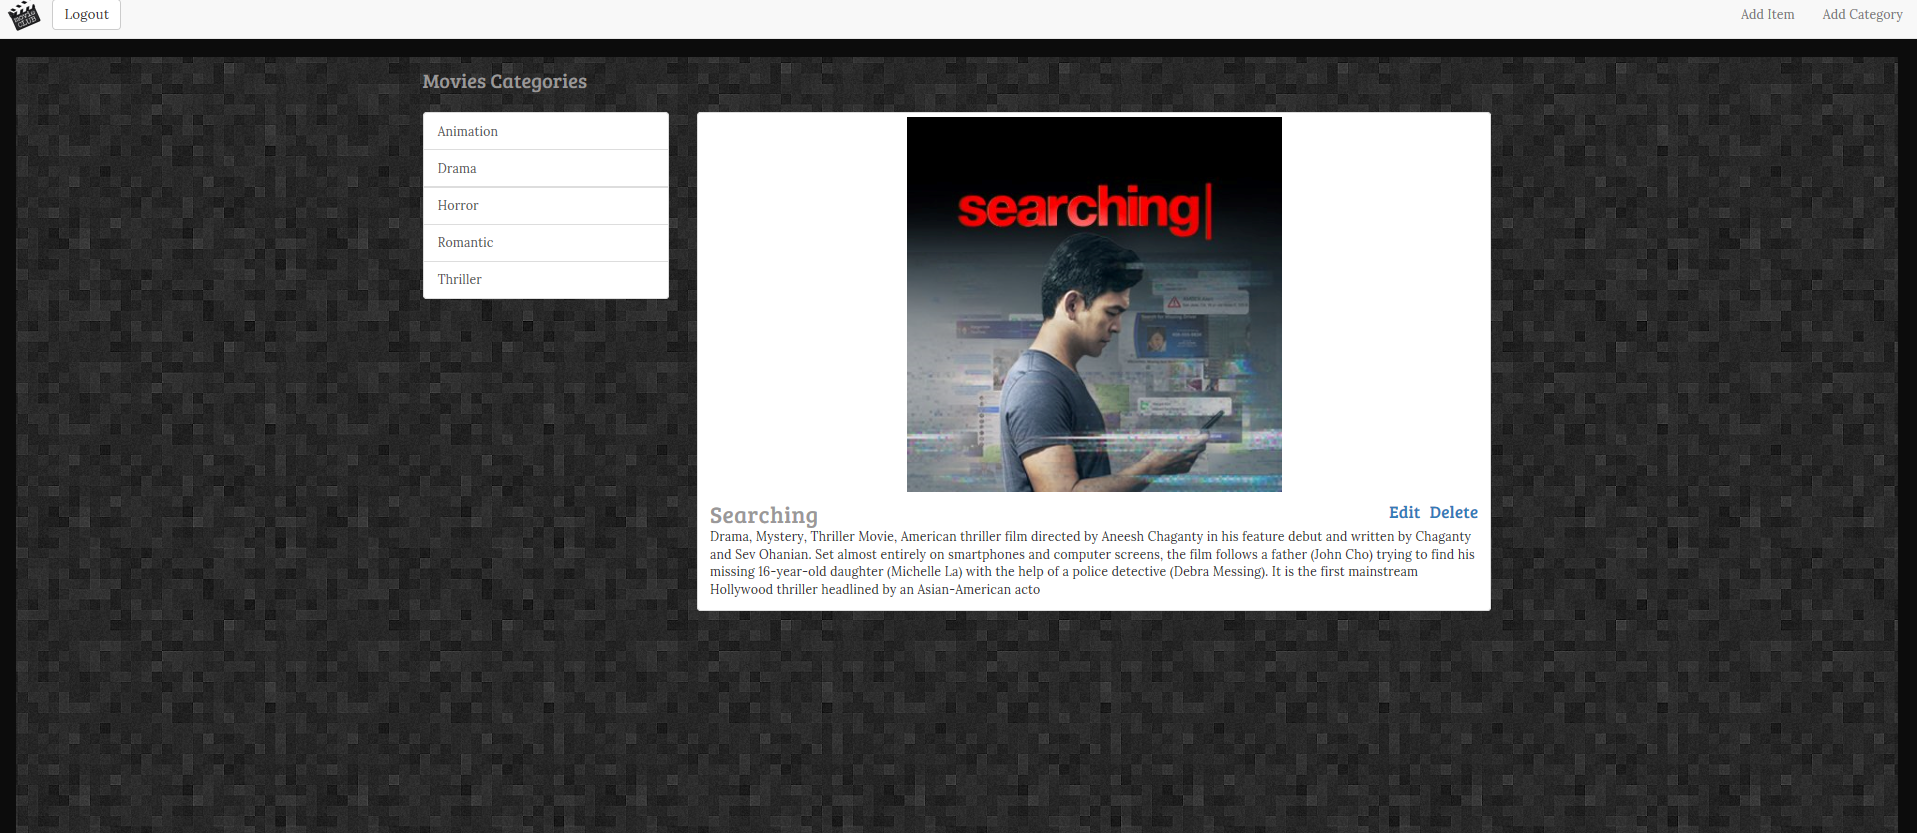 movie
CLUB
Logout
Add Item
Add Category
Movies Categories
Animation
Drama
Horror
Romantic
Thriller
searching
Searching
Edit Delete
Drama, Mystery, Thriller Movie, American thriller film directed by Aneesh Chaganty in his feature debut and written by Chaganty
and Sev Ohanian. Set almost entirely on smartphones and computer screens, the film follows a father (John Cho) trying to find his
missing 16-year-old daughter (Michelle La) with the help of a police detective (Debra Messing). It is the first mainstream
Hollywood thriller headlined by an Asian-American acto